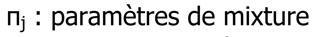 πj : paramètres de mixture